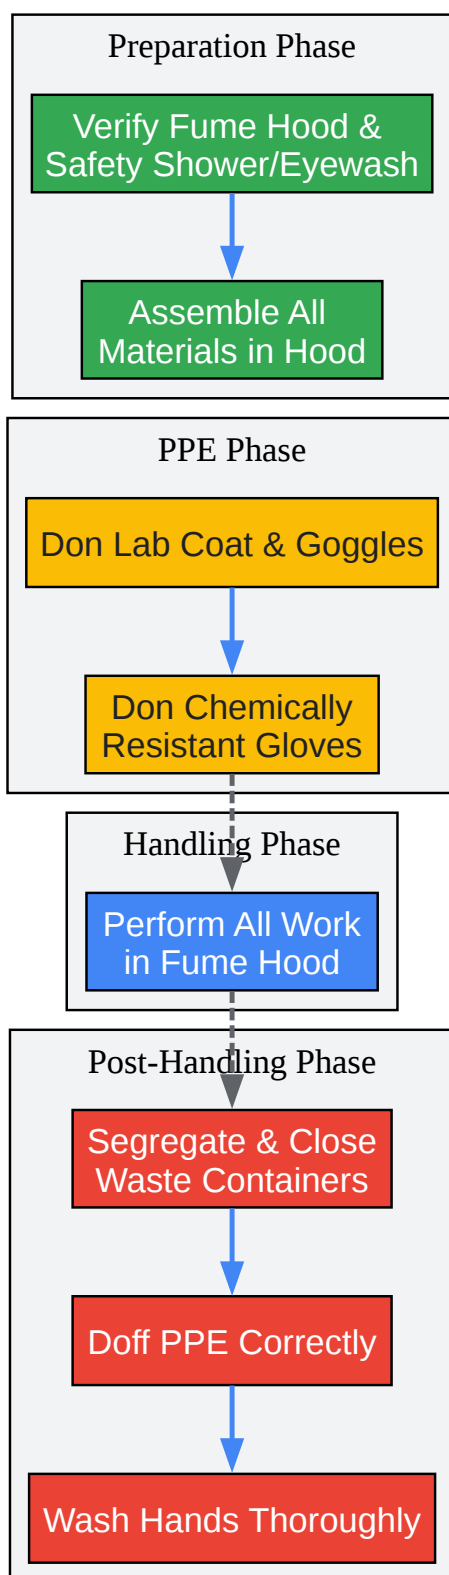 Preparation Phase
Verify Fume Hood &
Safety Shower/Eyewash
Assemble All
Materials in Hood
PPE Phase
Don Lab Coat & Goggles
Don Chemically
Resistant Gloves
Handling Phase
Perform All Work
in Fume Hood
Post-Handling Phase
Segregate & Close
Waste Containers
Doff PPE Correctly
Wash Hands Thoroughly